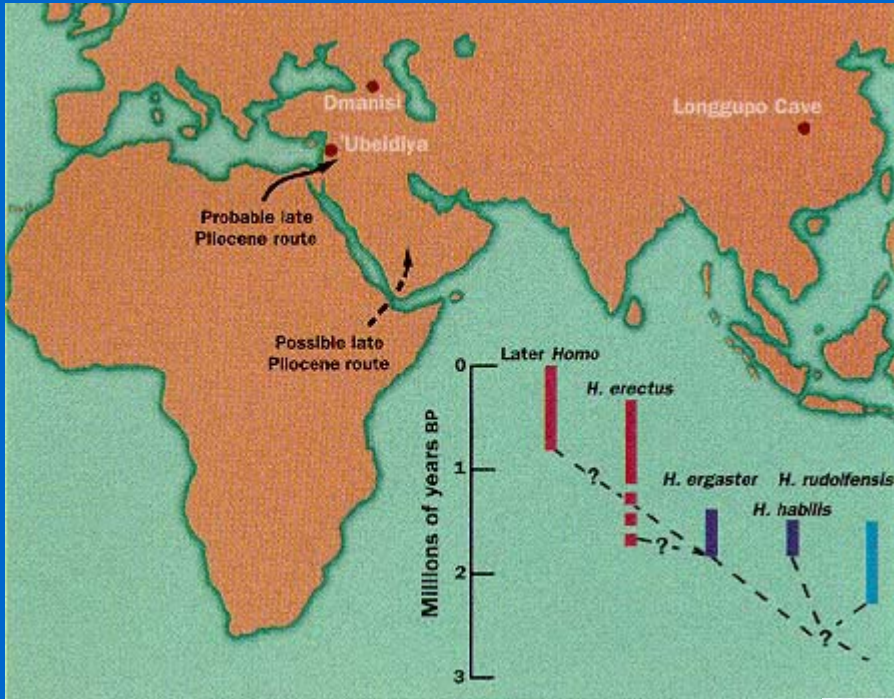 Dmanisi
Longgupo Cave
'Ubeidiya
Probable late
Pliocene route
Possible late
Pliocene route
0
Later Homo
H. erectus
?
1
H. ergaster
H. rudolfensis
H. habilis
?
2
?
3
Millions of years BP